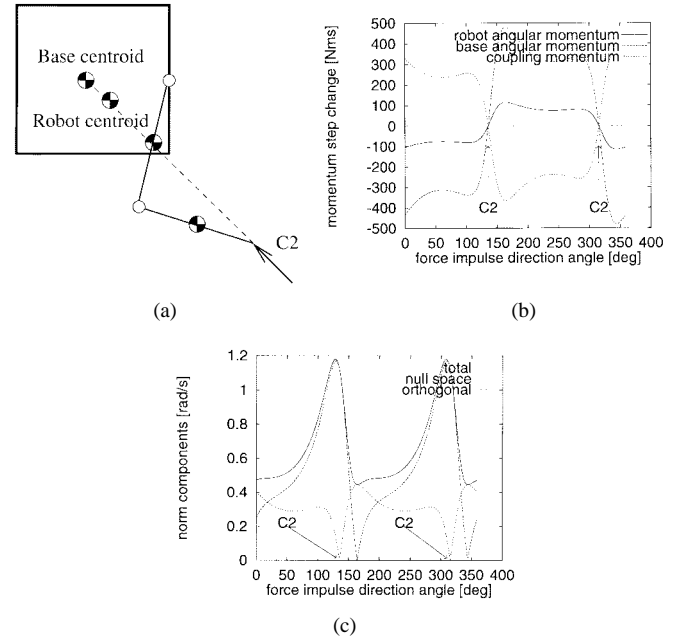 Base centroid
Robot centroid
C2
(a)
momentum step change [Nms]
500
400
300
200
100
0
-100
-200
-300
-400
-500
robot angular momentum
base angular momentum
coupling momentum
C2 C2
0 50 100 150 200 250 300 350 400
force impulse direction angle [deg]
(b)
norm components [rad/s]
1.2
1
0.8
0.6
0.4
0.2
0
total
null space
orthogonal
C2 C2
0 50 100 150 200 250 300 350 400
force impulse direction angle [deg]
(c)